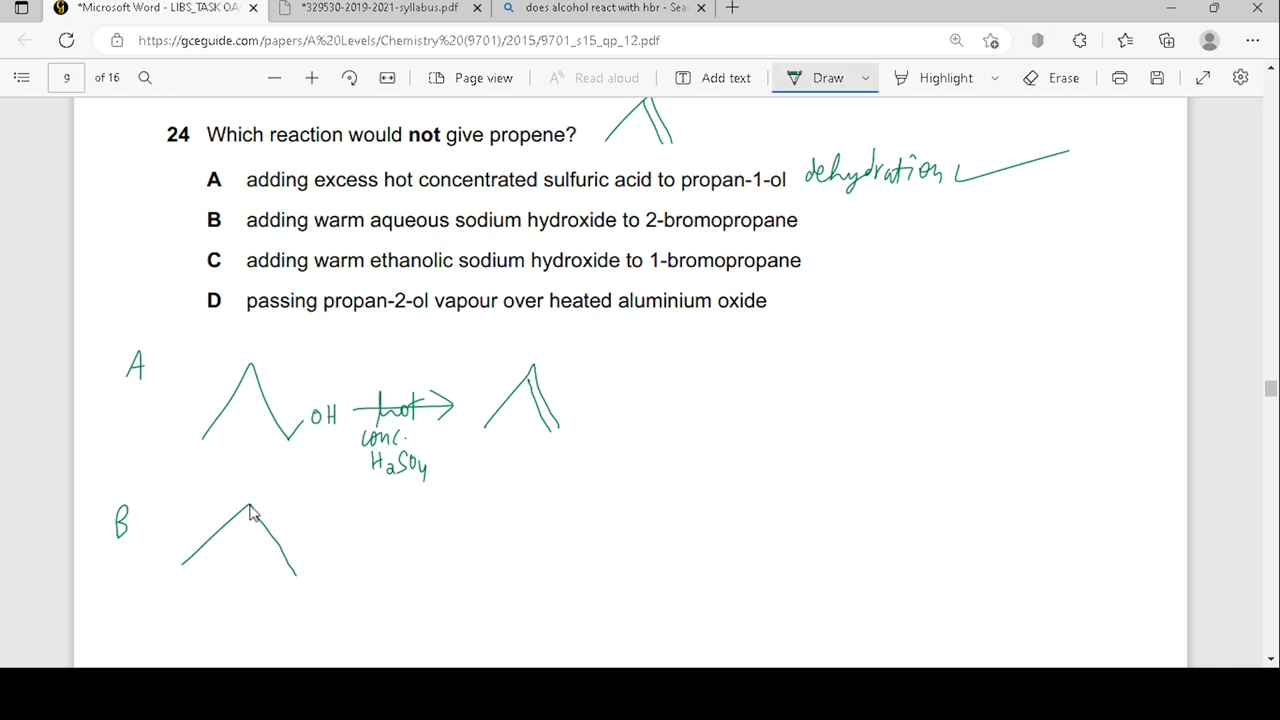 *Microsoft Word - LIBS_TASK OA
*329530-2019-2021-syllabus.pdf
does alcohol react with hbr - Sea
https://gceguide.com/papers/A%20Levels/Chemistry%20(9701)/2015/9701_s15_qp_12.pdf
9 of 16
Page view
Read aloud
Add text
Draw
Highlight
Erase
24 Which reaction would not give propene?
A adding excess hot concentrated sulfuric acid to propan-1-ol dehydration
B adding warm aqueous sodium hydroxide to 2-bromopropane
C adding warm ethanolic sodium hydroxide to 1-bromopropane
D passing propan-2-ol vapour over heated aluminium oxide
A
OH
hot
conc.
H2SO4
B